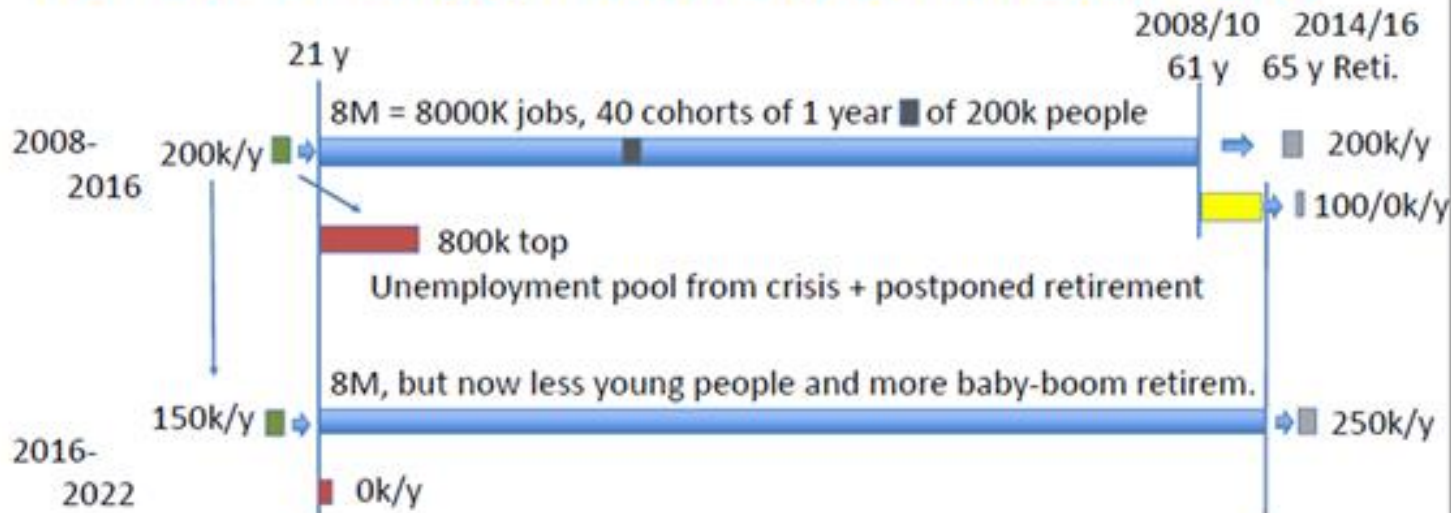 2008/10 2014/16
21 y 61 y 65 y Reti.
8M = 8000K jobs, 40 cohorts of 1 year of 200k people
2008-
2016
200k/y
200k/y
100/0k/y
800k top
Unemployment pool from crisis + postponed retirement
8M, but now less young people and more baby-boom retirem.
150k/y
250k/y
2016-
2022
0k/y